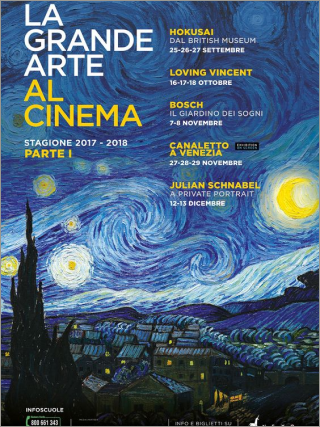 LA
GRANDE
ARTE
AL
CINEMA
STAGIONE 2017 - 2018
PARTE I
HOKUSAI
DAL BRITISH MUSEUM
25-26-27 SETTEMBRE
LOVING VINCENT
16-17-18 OTTOBRE
BOSCH
IL GIARDINO DEI SOGNI
7-8 NOVEMBRE
CANALETTO
A VENEZIA
27-28-29 NOVEMBRE
JULIAN SCHNABEL
A PRIVATE PORTRAIT
12-13 DICEMBRE
INFOSCUOLE
800 661 343
INFO E BIGLIETTI SU